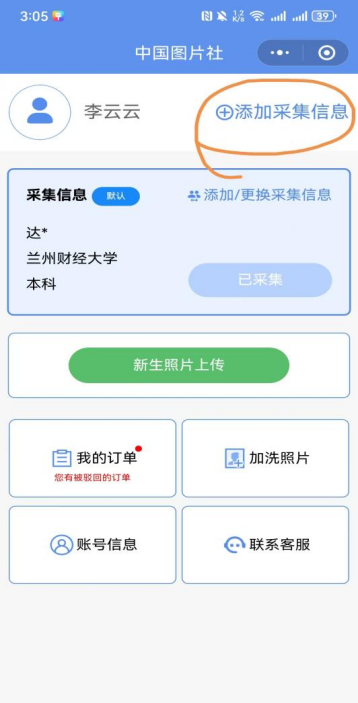 3:05
39
中国图片社
李云云
添加采集信息
采集信息 默认 添加/更换采集信息
达*
兰州财经大学
本科
已采集
新生照片上传
我的订单
您有被驳回的订单
加洗照片
账号信息
联系客服